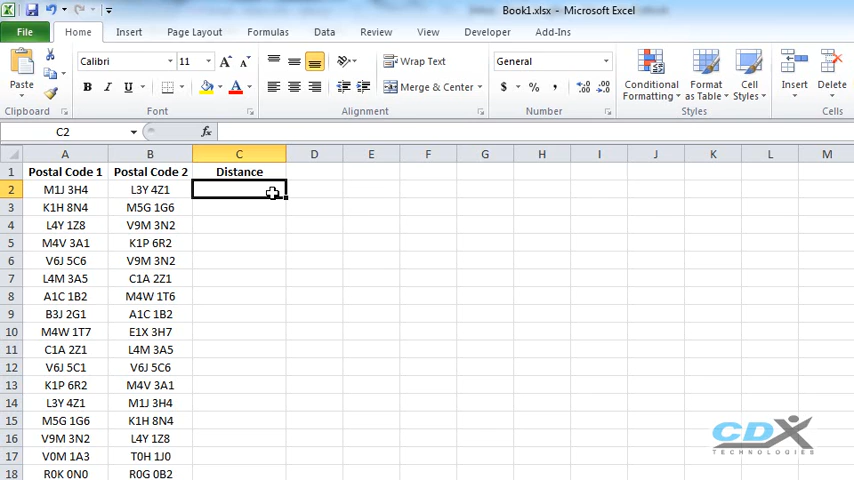 Book1.xlsx - Microsoft Excel
File Home Insert Page Layout Formulas Data Review View Developer Add-Ins
Calibri 11 A A Wrap Text General
Paste B I U A Merge & Center $ % , .0 .00 .00 .0 Conditional Formatting Format as Table Cell Styles Insert Delete
Clipboard Font Alignment Number Styles Cells
C2 fx
A B C D E F G H I J K L M
1 Postal Code 1 Postal Code 2 Distance
2 M1J 3H4 L3Y 4Z1
3 K1H 8N4 M5G 1G6
4 L4Y 1Z8 V9M 3N2
5 M4V 3A1 K1P 6R2
6 V6J 5C6 V9M 3N2
7 L4M 3A5 C1A 2Z1
8 A1C 1B2 M4W 1T6
9 B3J 2G1 A1C 1B2
10 M4W 1T7 E1X 3H7
11 C1A 2Z1 L4M 3A5
12 V6J 5C1 V6J 5C6
13 K1P 6R2 M4V 3A1
14 L3Y 4Z1 M1J 3H4
15 M5G 1G6 K1H 8N4
16 V9M 3N2 L4Y 1Z8
17 V0M 1A3 T0H 1J0
18 R0K 0N0 R0G 0B2
CDX
TECHNOLOGIES